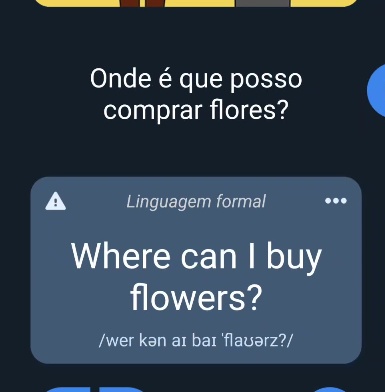 Onde é que posso
comprar flores?
Linguagem formal
Where can I buy
flowers?
/wer kən aɪ baɪ ˈflaʊərz?/